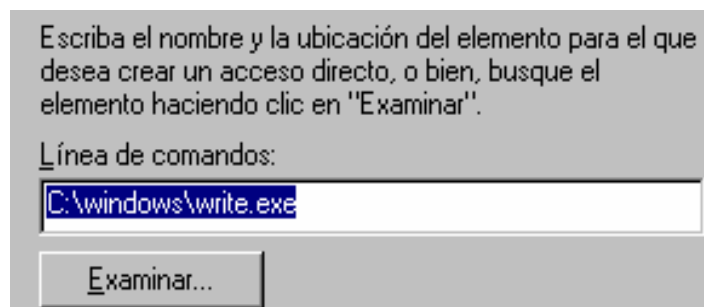 Escriba el nombre y la ubicación del elemento para el que
desea crear un acceso directo, o bien, busque el
elemento haciendo clic en "Examinar".
Línea de comandos:
C:\windows\write.exe
Examinar...